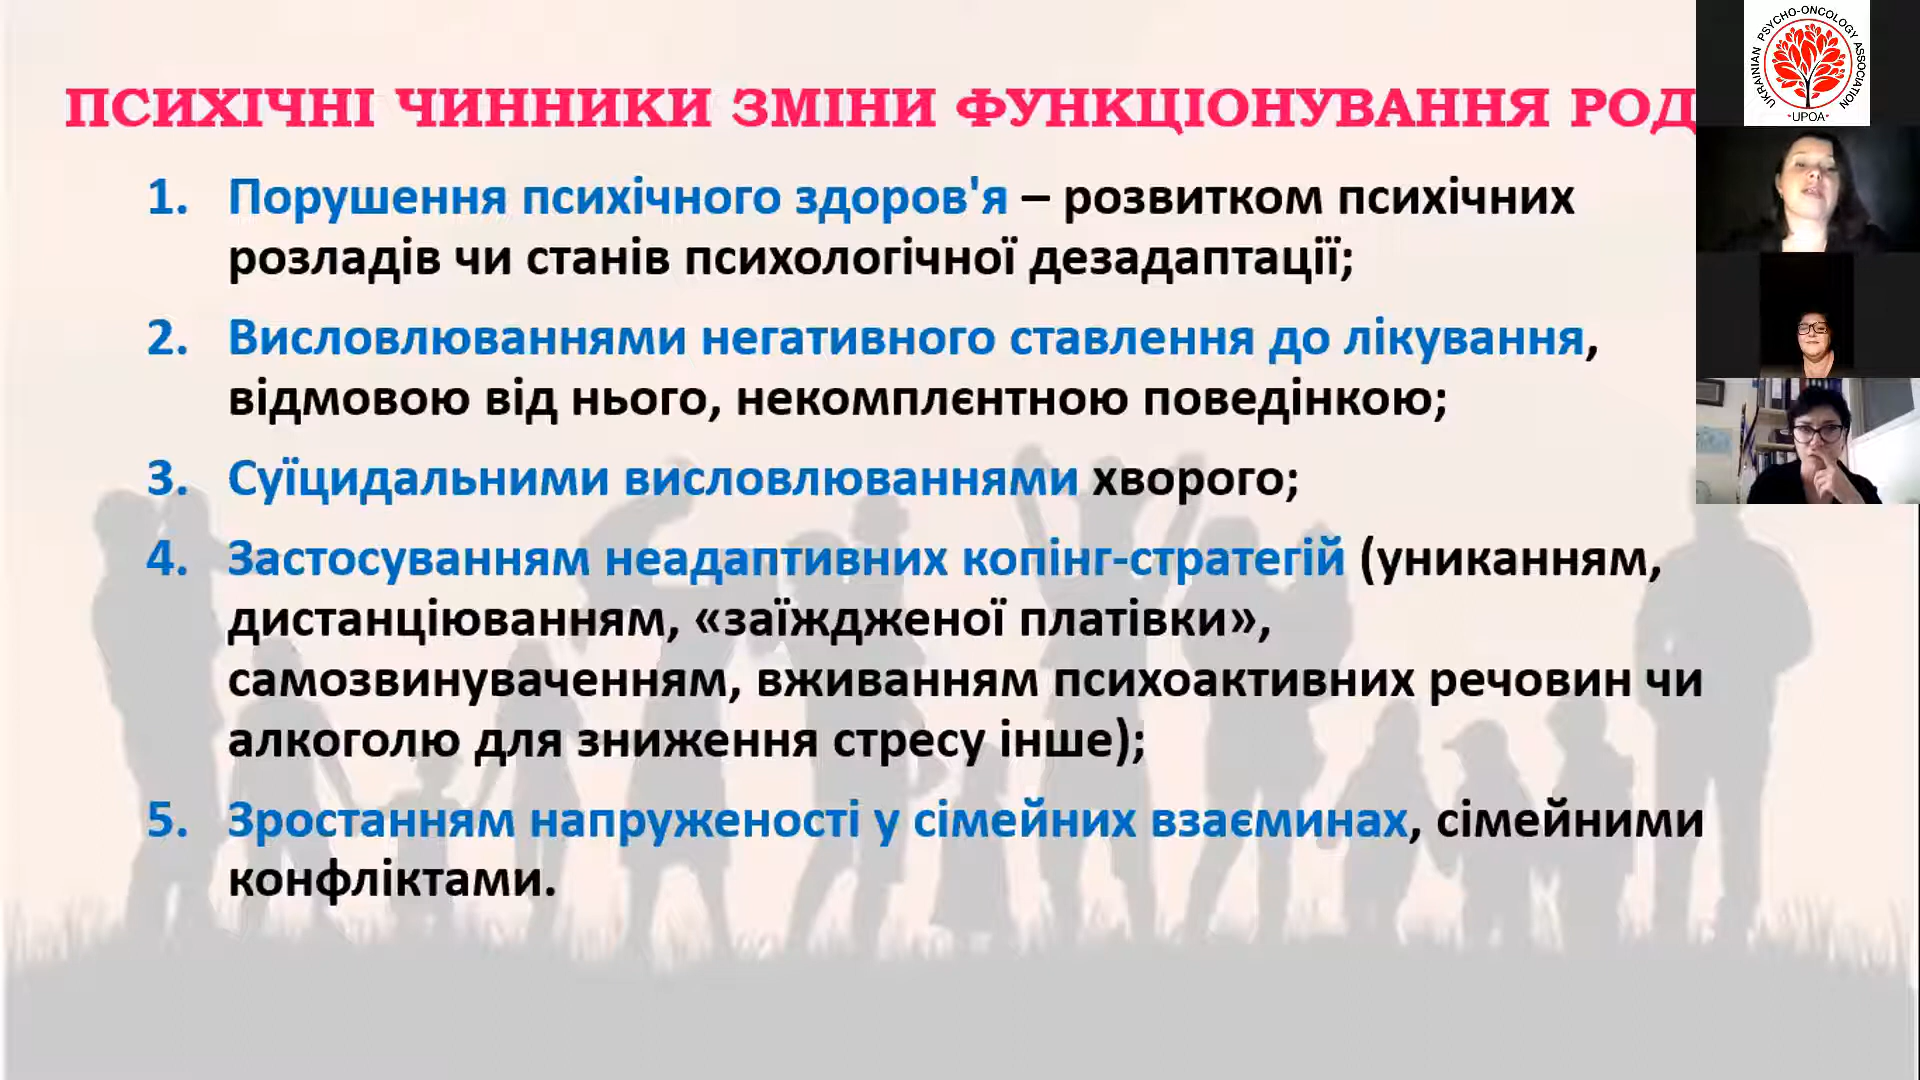 ПСИХІЧНІ ЧИННИКИ ЗМІНИ ФУНКЦІОНУВАННЯ РОД
1. Порушення психічного здоров'я – розвитком психічних
розладів чи станів психологічної дезадаптації;
2. Висловлюваннями негативного ставлення до лікування,
відмовою від нього, некомплєнтною поведінкою;
3. Суїцидальними висловлюваннями хворого;
4. Застосуванням неадаптивних копінг-стратегій (униканням,
дистанціюванням, «заїждженої платівки»,
самозвинуваченням, вживанням психоактивних речовин чи
алкоголю для зниження стресу інше);
5. Зростанням напруженості у сімейних взаєминах, сімейними
конфліктами.
UKRAINIAN PSYCHO-ONCOLOGY ASSOCIATION
•UPOA•